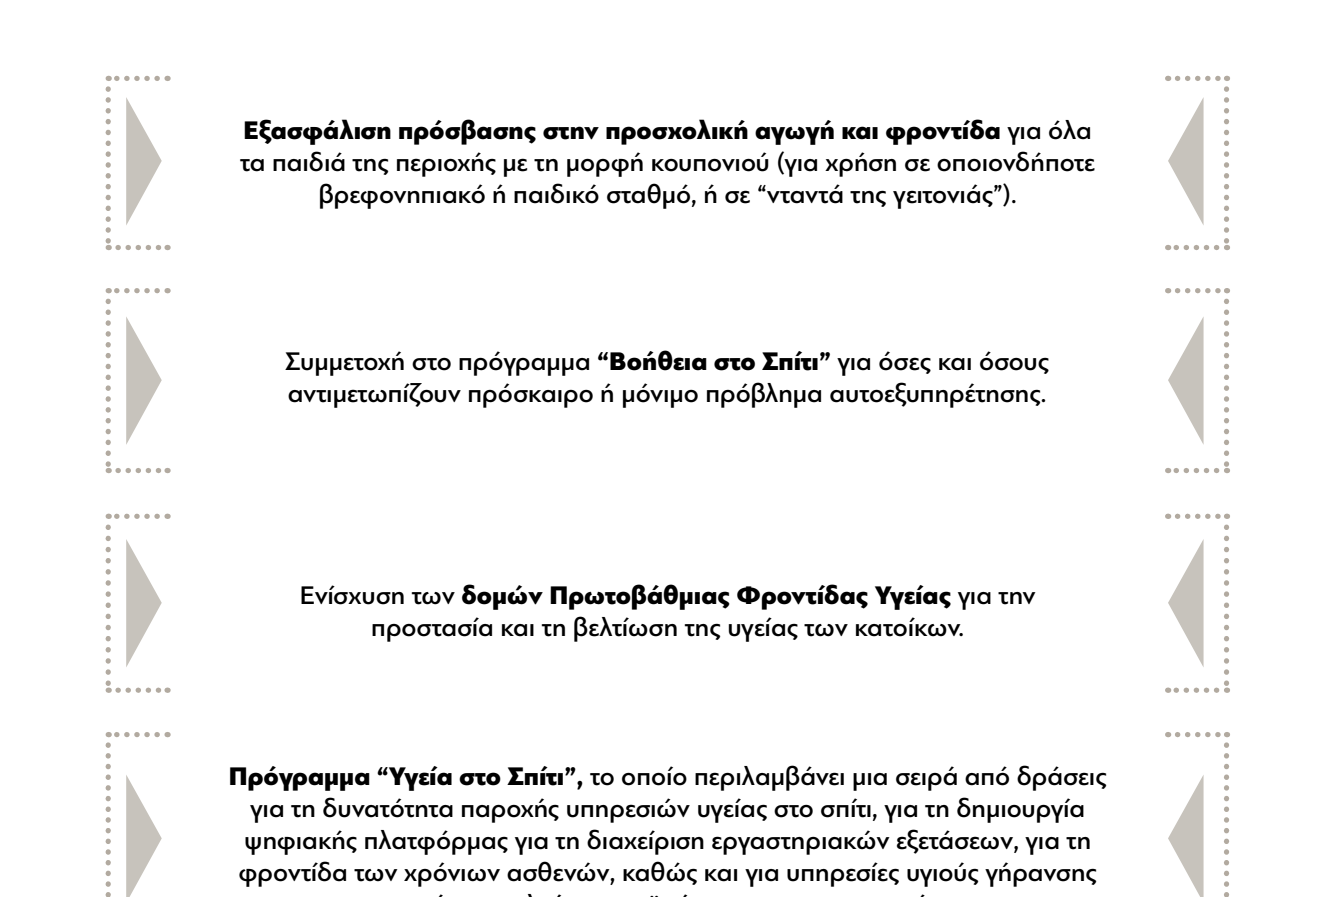 Εξασφάλιση πρόσβασης στην προσχολική αγωγή και φροντίδα για όλα
τα παιδιά της περιοχής με τη μορφή κουπονιού (για χρήση σε οποιονδήποτε
βρεφονηπιακό ή παιδικό σταθμό, ή σε “νταντά της γειτονιάς”).
Συμμετοχή στο πρόγραμμα “Βοήθεια στο Σπίτι” για όσες και όσους
αντιμετωπίζουν πρόσκαιρο ή μόνιμο πρόβλημα αυτοεξυπηρέτησης.
Ενίσχυση των δομών Πρωτοβάθμιας Φροντίδας Υγείας για την
προστασία και τη βελτίωση της υγείας των κατοίκων.
Πρόγραμμα “Υγεία στο Σπίτι”, το οποίο περιλαμβάνει μια σειρά από δράσεις
για τη δυνατότητα παροχής υπηρεσιών υγείας στο σπίτι, για τη δημιουργία
ψηφιακής πλατφόρμας για τη διαχείριση εργαστηριακών εξετάσεων, για τη
φροντίδα των χρόνιων ασθενών, καθώς και για υπηρεσίες υγιούς γήρανσης